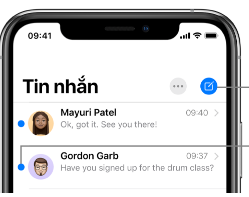 09:41
Tin nhắn
Mayuri Patel 09:40
Ok, got it. See you there!
Gordon Garb 09:37
Have you signed up for the drum class?